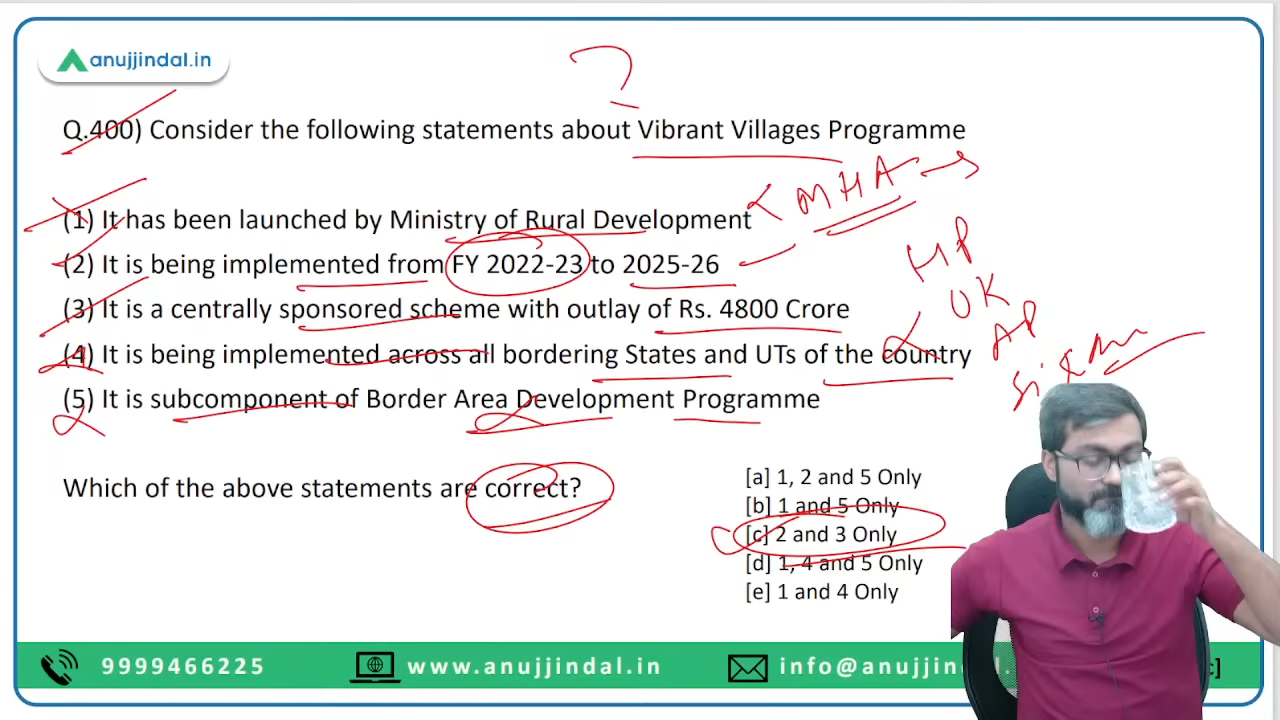 anujjindal.in
?
Q.400) Consider the following statements about Vibrant Villages Programme
MHA
(1) It has been launched by Ministry of Rural Development
(2) It is being implemented from FY 2022-23 to 2025-26
HP
(3) It is a centrally sponsored scheme with outlay of Rs. 4800 Crore
UK
AP
(4) It is being implemented across all bordering States and UTs of the country
(5) It is subcomponent of Border Area Development Programme
Which of the above statements are correct?
[a] 1, 2 and 5 Only
[b] 1 and 5 Only
[c] 2 and 3 Only
[d] 1, 4 and 5 Only
[e] 1 and 4 Only
9999466225 www.anujjindal.in info@anujjin